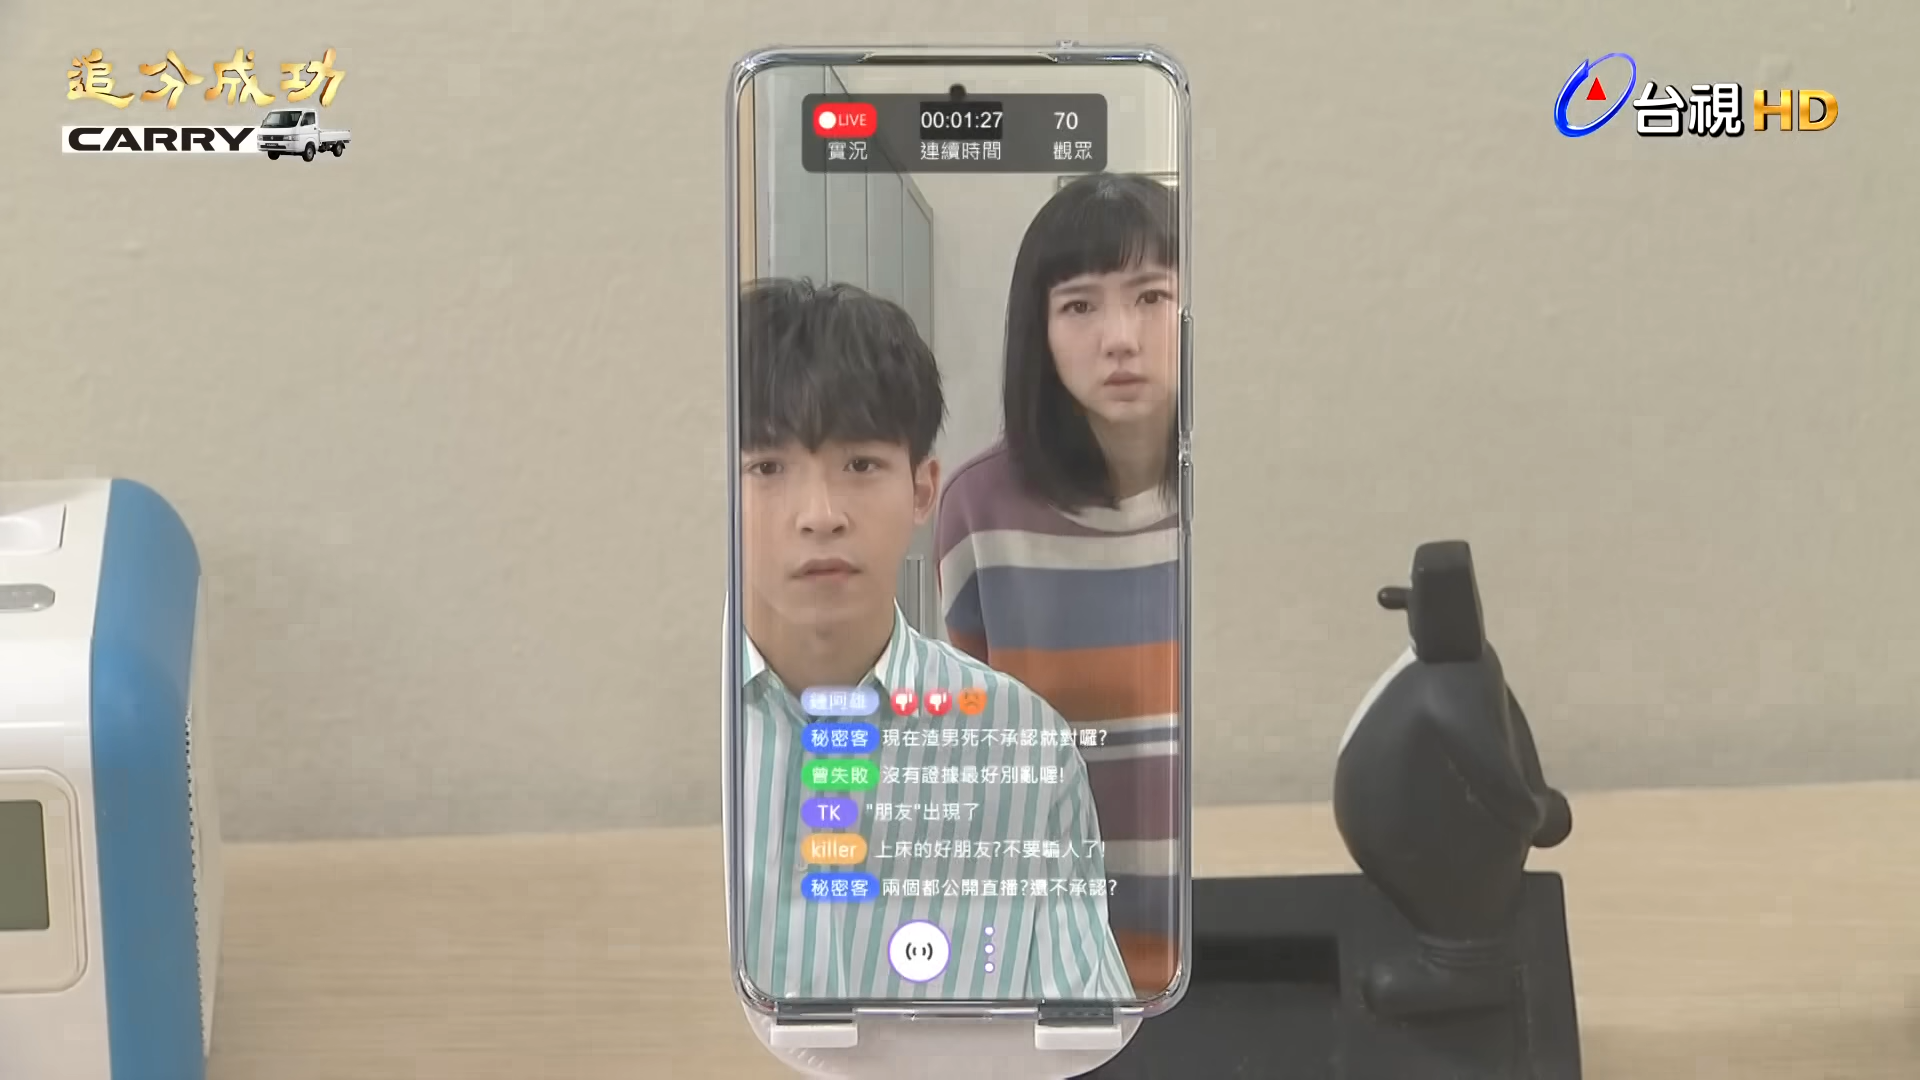 追分成功
CARRY
台視HD
LIVE 00:01:27 70
實況 連續時間 觀眾
鍾阿雄
秘密客 現在渣男死不承認就對囉?
曾失敗 沒有證據最好別亂喔!
TK "朋友"出現了
killer 上床的好朋友?不要騙人了!
秘密客 兩個都公開直播?還不承認?